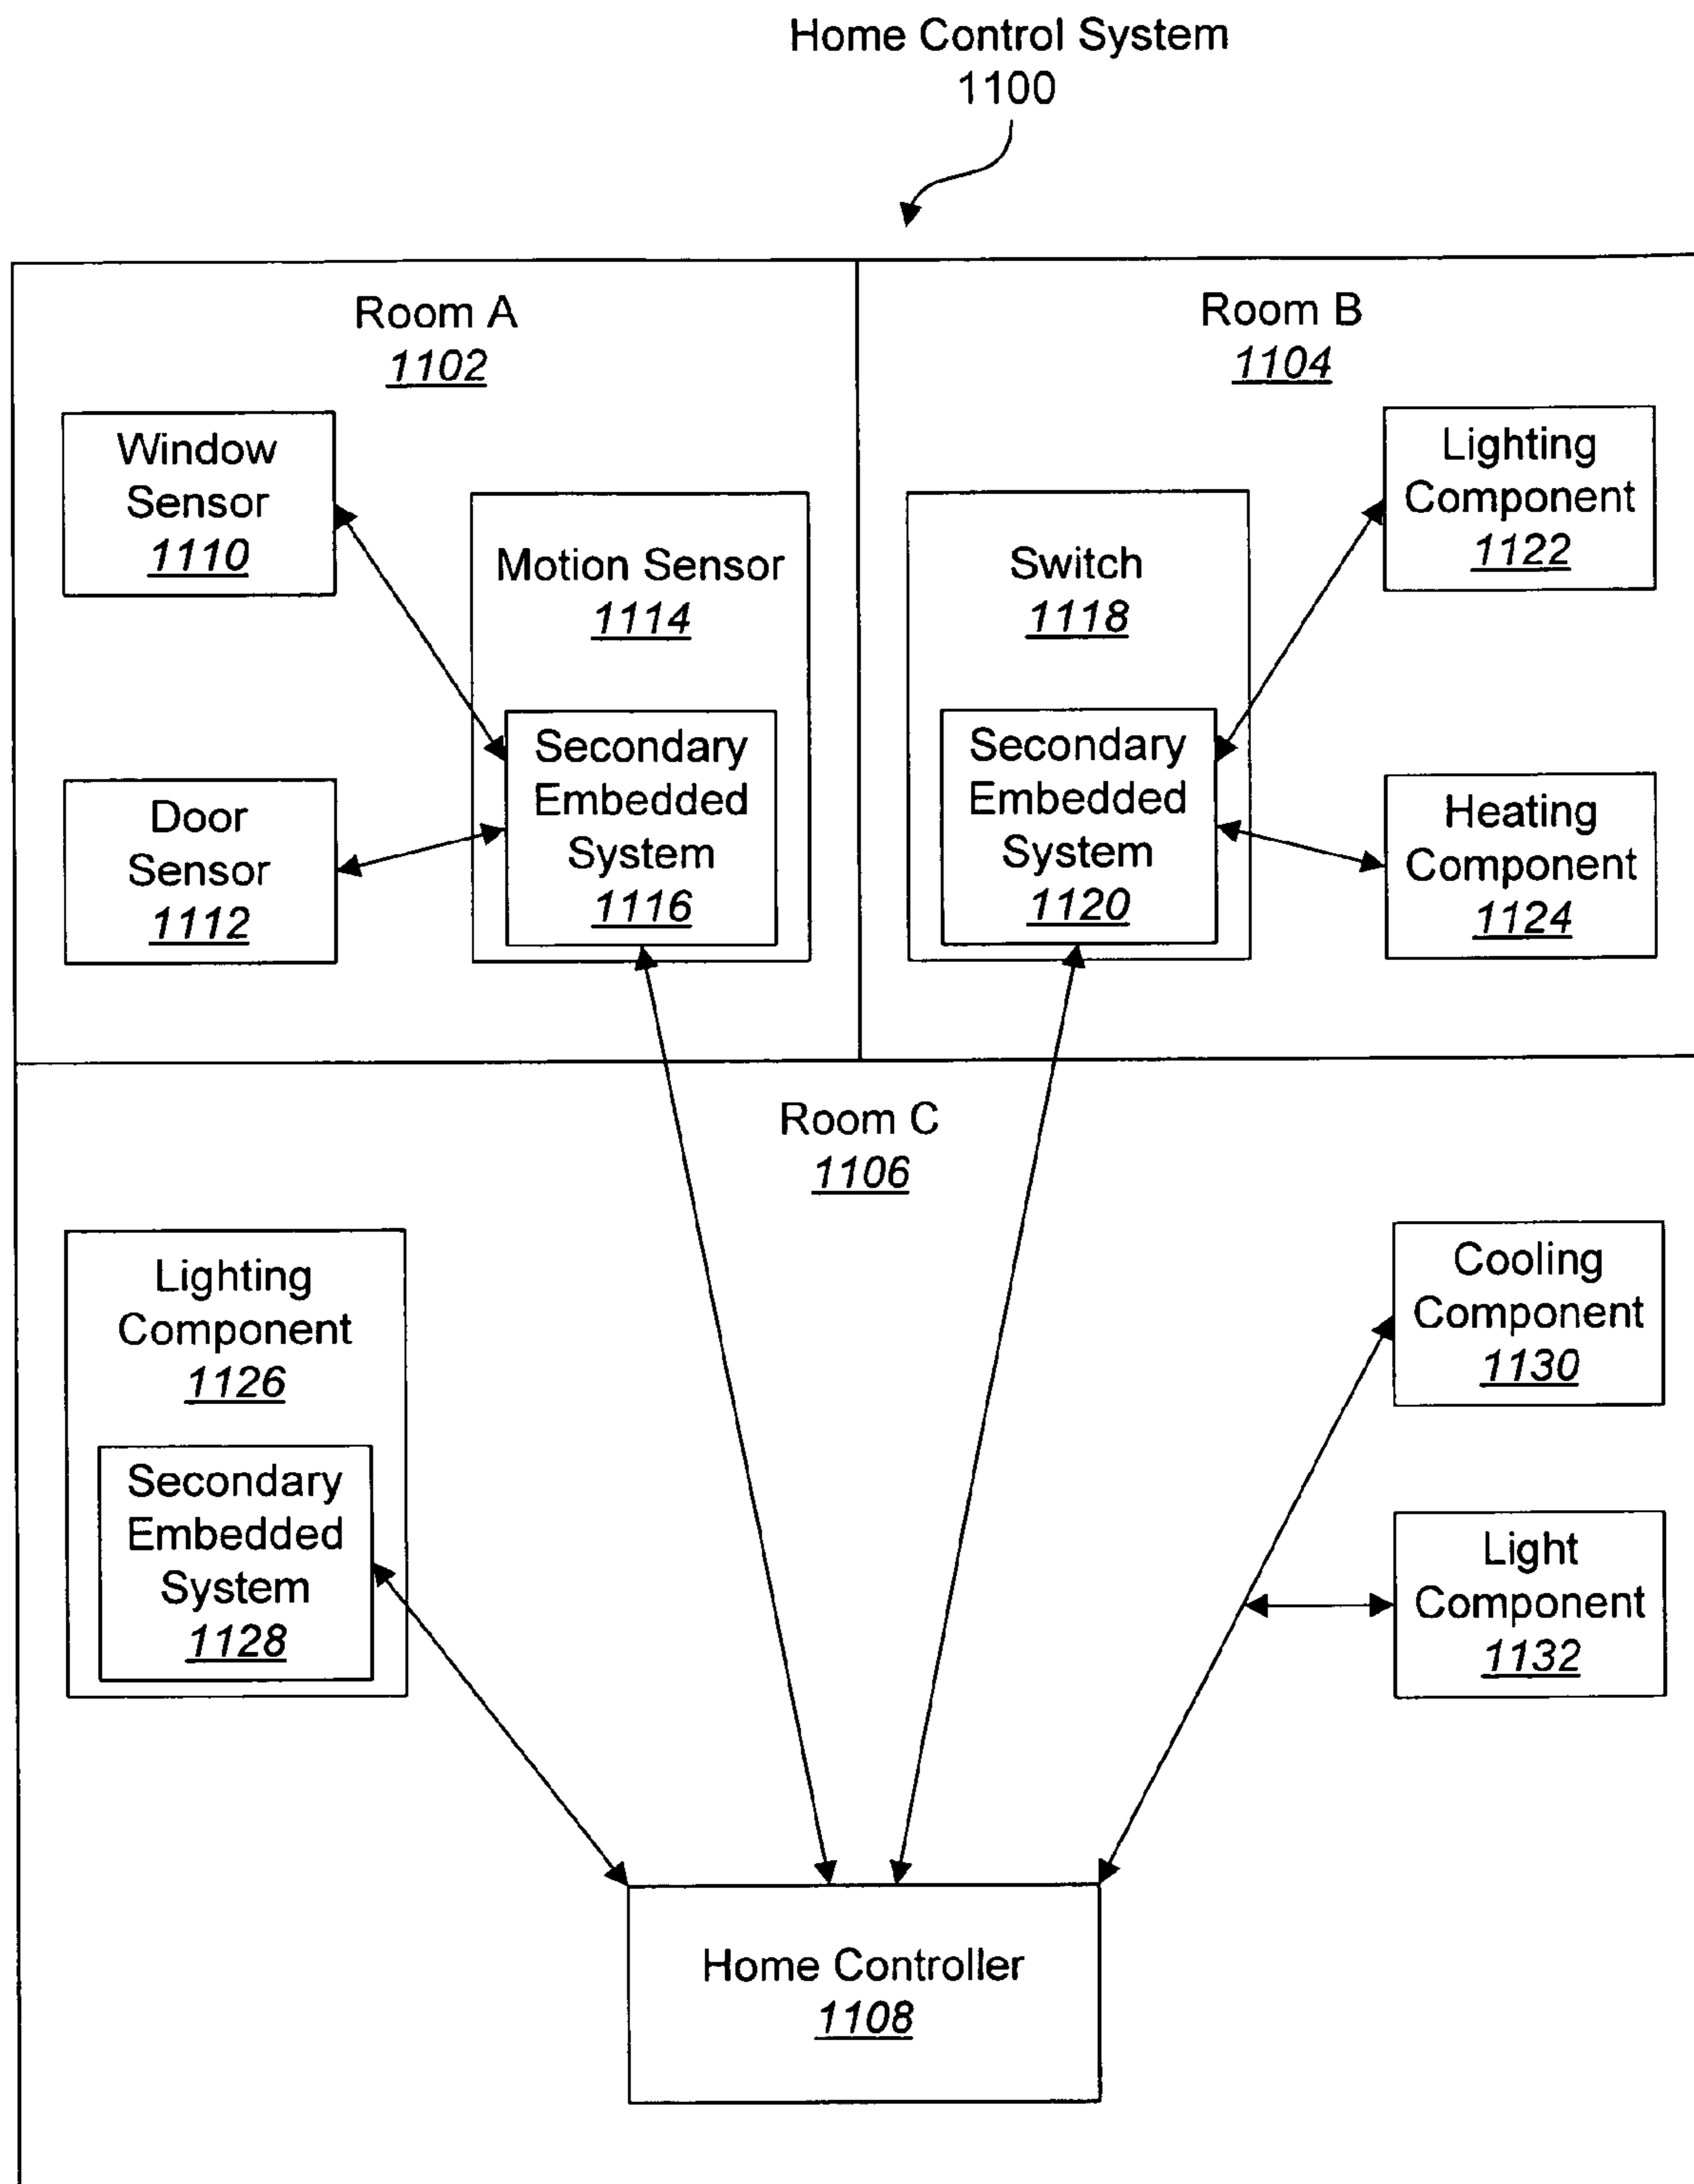 Home Control System
1100
Room A
1102
Room B
1104
Window
Sensor
1110
Motion Sensor
1114
Switch
1118
Lighting
Component
1122
Door
Sensor
1112
Secondary
Embedded
System
1116
Secondary
Embedded
System
1120
Heating
Component
1124
Room C
1106
Lighting
Component
1126
Secondary
Embedded
System
1128
Cooling
Component
1130
Light
Component
1132
Home Controller
1108